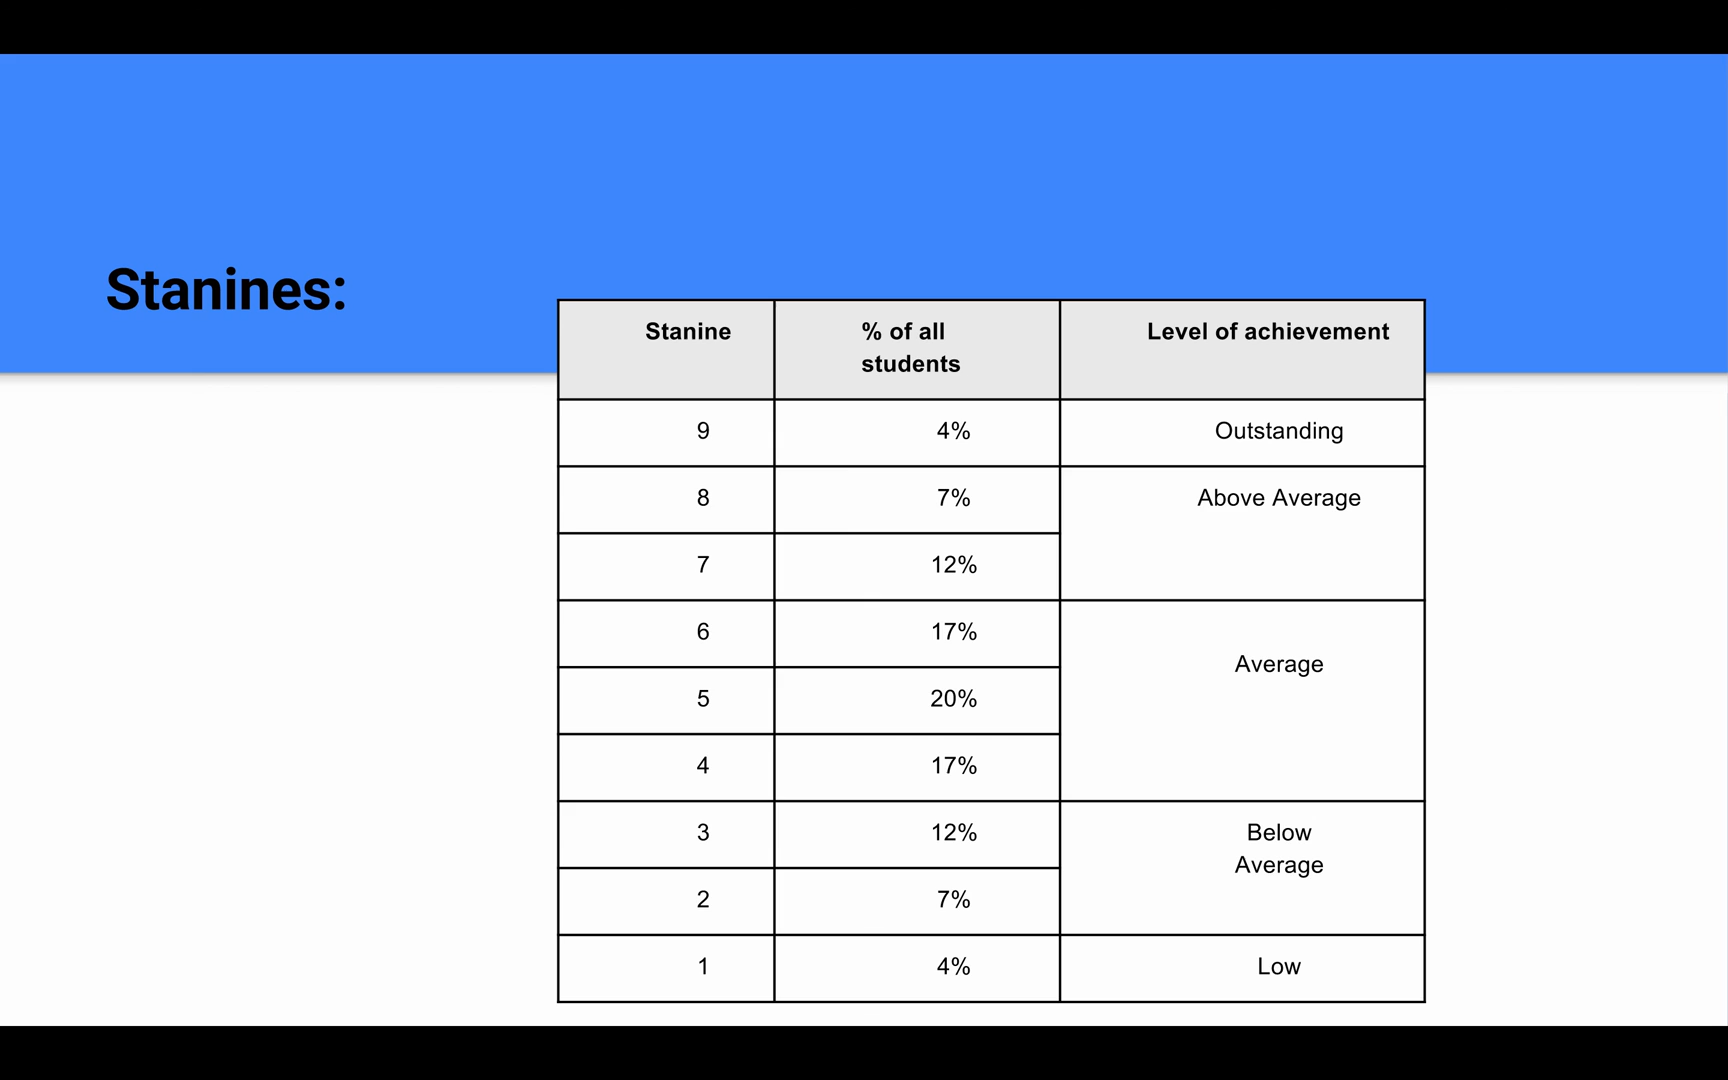 Stanines:
Stanine % of all students Level of achievement
9 4% Outstanding
8 7% Above Average
7 12%
6 17% Average
5 20%
4 17%
3 12% Below Average
2 7%
1 4% Low